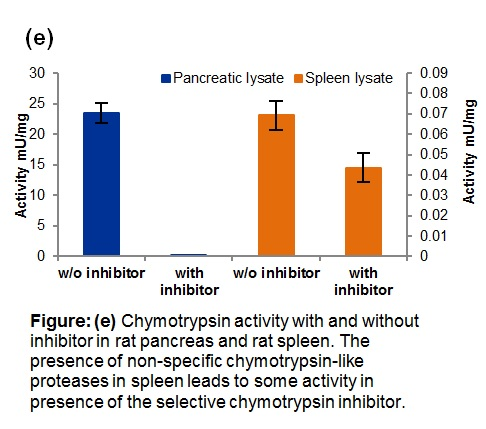 (e)
Pancreatic lysate Spleen lysate
Activity mU/mg
30
25
20
15
10
5
0
0.09
0.08
0.07
0.06
0.05
0.04
0.03
0.02
0.01
0
Activity mU/mg
w/o inhibitor with inhibitor w/o inhibitor with inhibitor
Figure: (e) Chymotrypsin activity with and without
inhibitor in rat pancreas and rat spleen. The
presence of non-specific chymotrypsin-like
proteases in spleen leads to some activity in
presence of the selective chymotrypsin inhibitor.